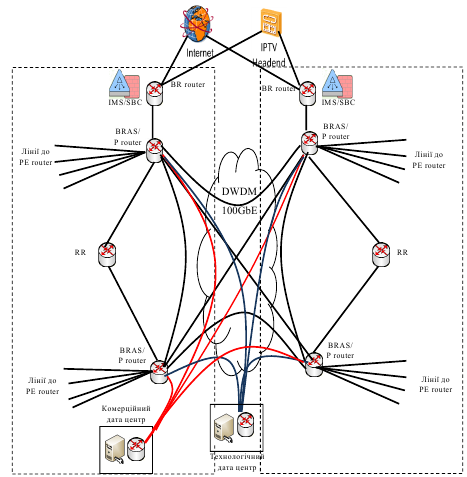 Internet
IPTV
Headend
BR router
BR router
IMS/SBC
IMS/SBC
BRAS/
P router
BRAS/
P router
Лінії до
PE router
Лінії до
PE router
DWDM
100GbE
RR
RR
BRAS/
P router
BRAS/
P router
Лінії до
PE router
Лінії до
PE router
Комерційний
дата центр
Технологічний
дата центр